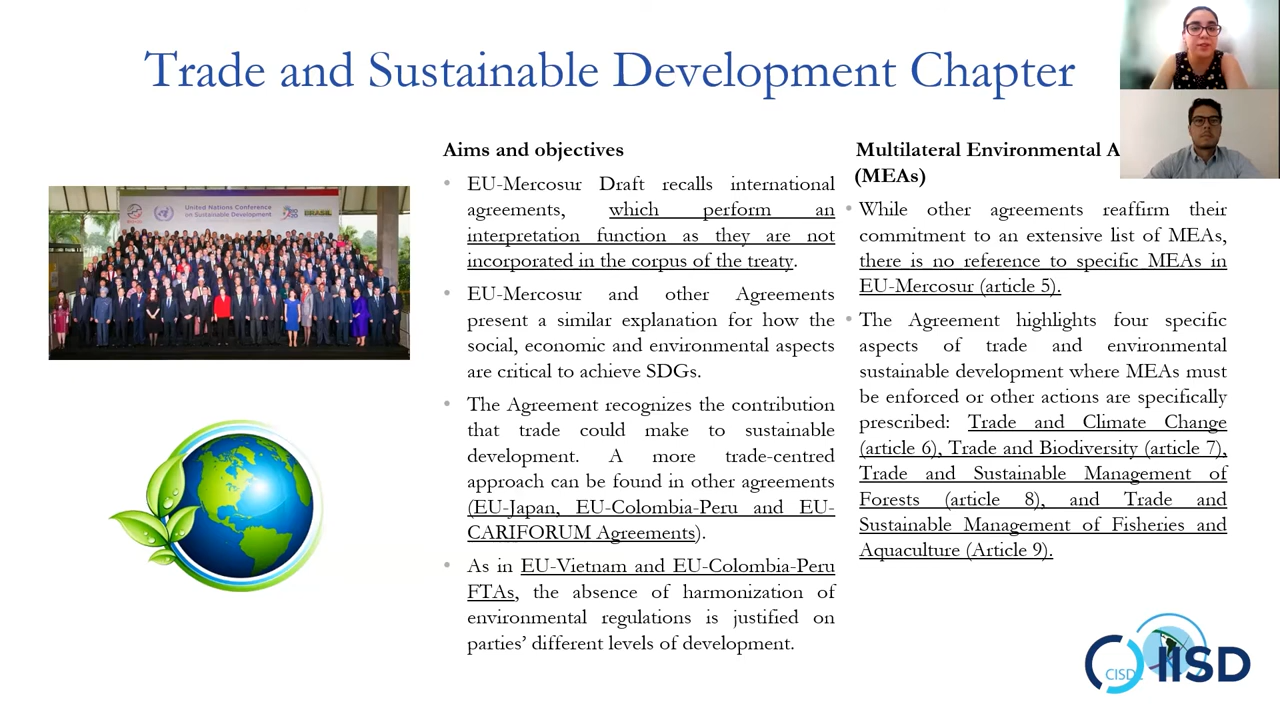 Trade and Sustainable Development Chapter
United Nations Conference
on Sustainable Development
BRASIL
Aims and objectives
• EU-Mercosur Draft recalls international
agreements, which perform an
interpretation function as they are not
incorporated in the corpus of the treaty.
• EU-Mercosur and other Agreements
present a similar explanation for how the
social, economic and environmental aspects
are critical to achieve SDGs.
• The Agreement recognizes the contribution
that trade could make to sustainable
development. A more trade-centred
approach can be found in other agreements
(EU-Japan, EU-Colombia-Peru and EU-
CARIFORUM Agreements).
• As in EU-Vietnam and EU-Colombia-Peru
FTAs, the absence of harmonization of
environmental regulations is justified on
parties’ different levels of development.
Multilateral Environmental A
(MEAs)
• While other agreements reaffirm their
commitment to an extensive list of MEAs,
there is no reference to specific MEAs in
EU-Mercosur (article 5).
• The Agreement highlights four specific
aspects of trade and environmental
sustainable development where MEAs must
be enforced or other actions are specifically
prescribed: Trade and Climate Change
(article 6), Trade and Biodiversity (article 7),
Trade and Sustainable Management of
Forests (article 8), and Trade and
Sustainable Management of Fisheries and
Aquaculture (Article 9).
CISD
IISD